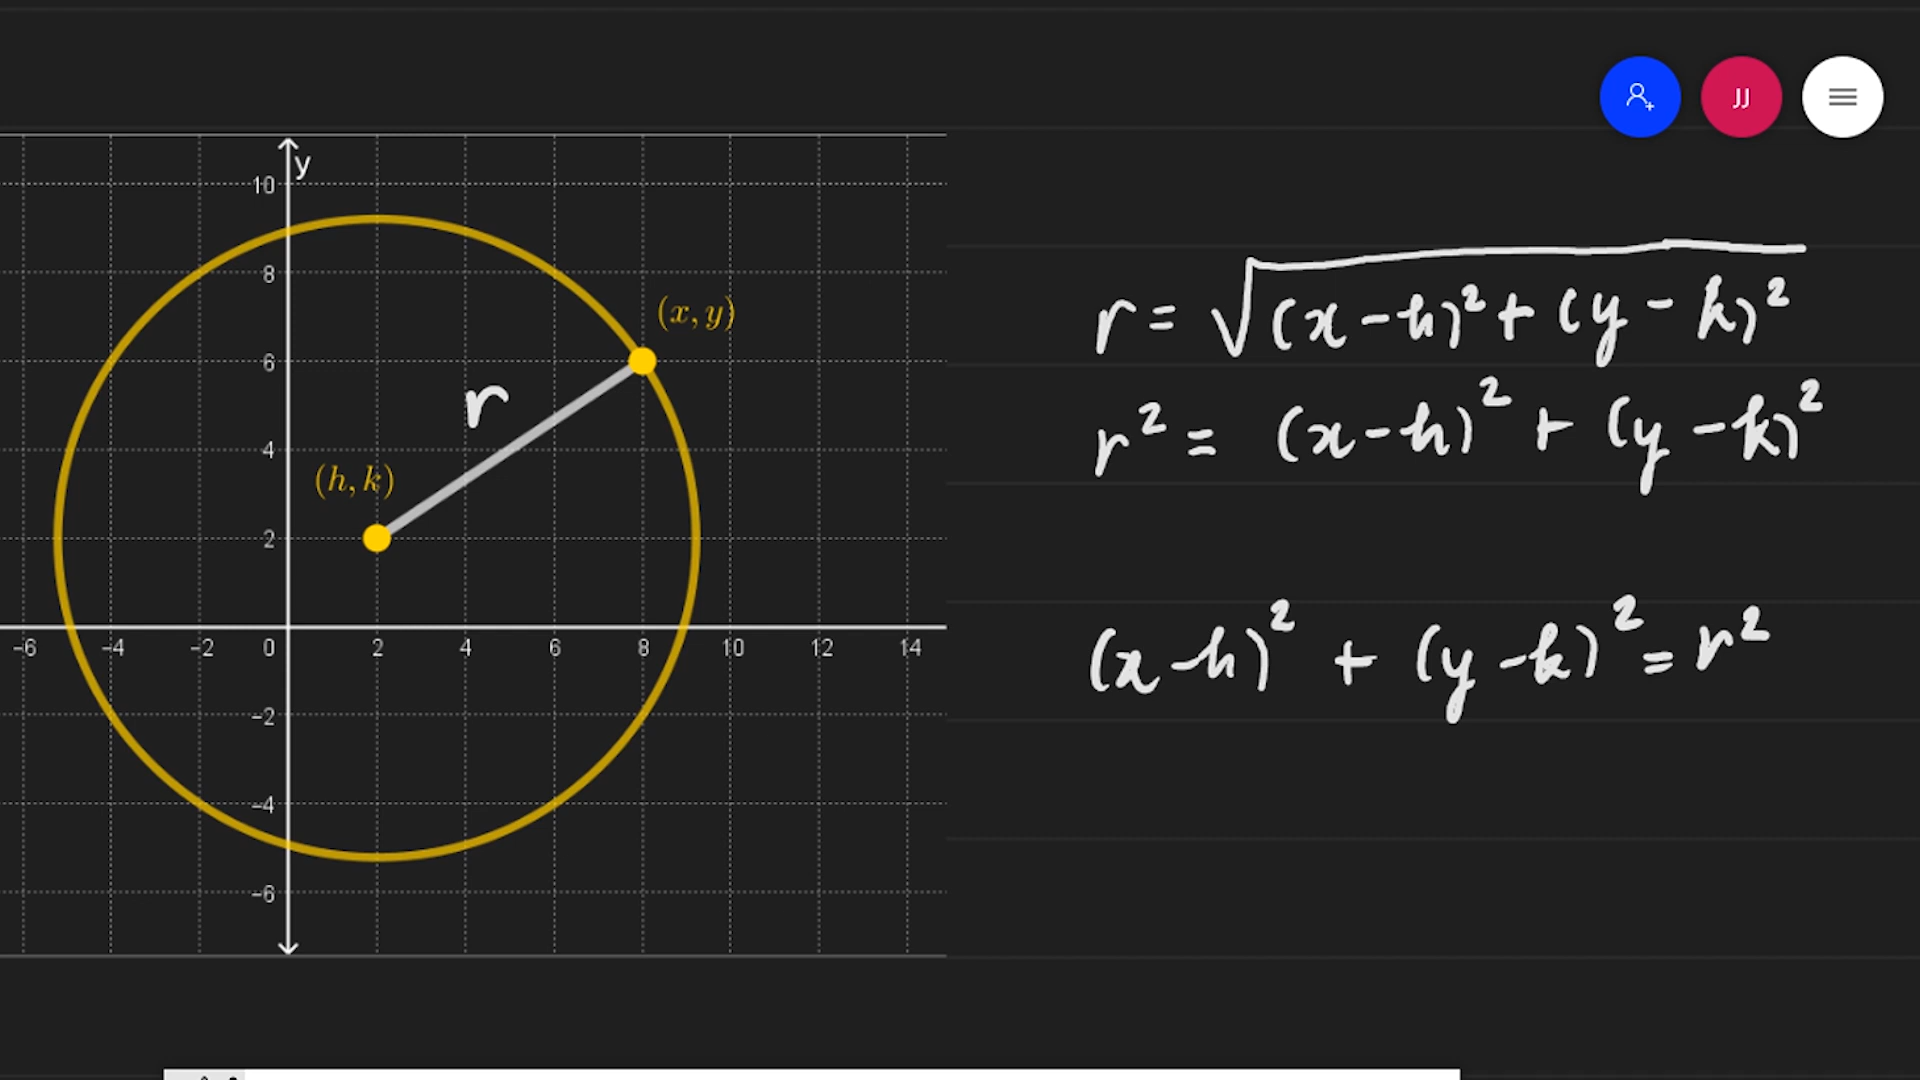 JJ
y
10
8
(x, y)
6
r
4
(h, k)
2
-6 -4 -2 0 2 4 6 8 10 12 14
-2
-4
-6
r = √(x-h)² + (y-k)²
r² = (x-h)² + (y-k)²
(x-h)² + (y-k)² = r²